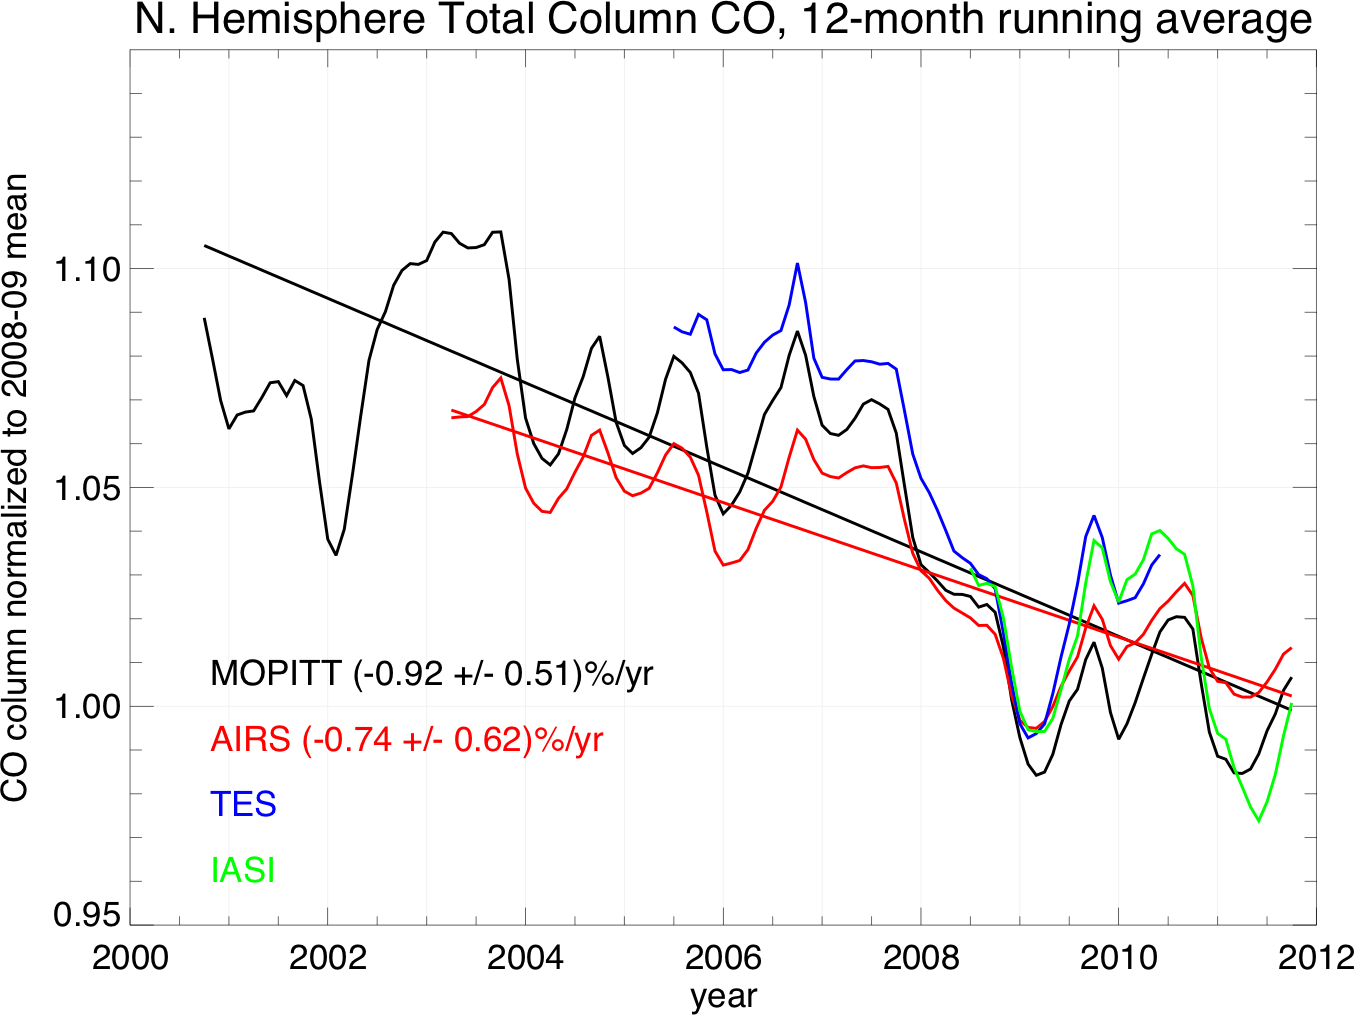 N. Hemisphere Total Column CO, 12-month running average
CO column normalized to 2008-09 mean
1.10
1.05
1.00
0.95
MOPITT (-0.92 +/- 0.51)%/yr
AIRS (-0.74 +/- 0.62)%/yr
TES
IASI
2000 2002 2004 2006 2008 2010 2012
year